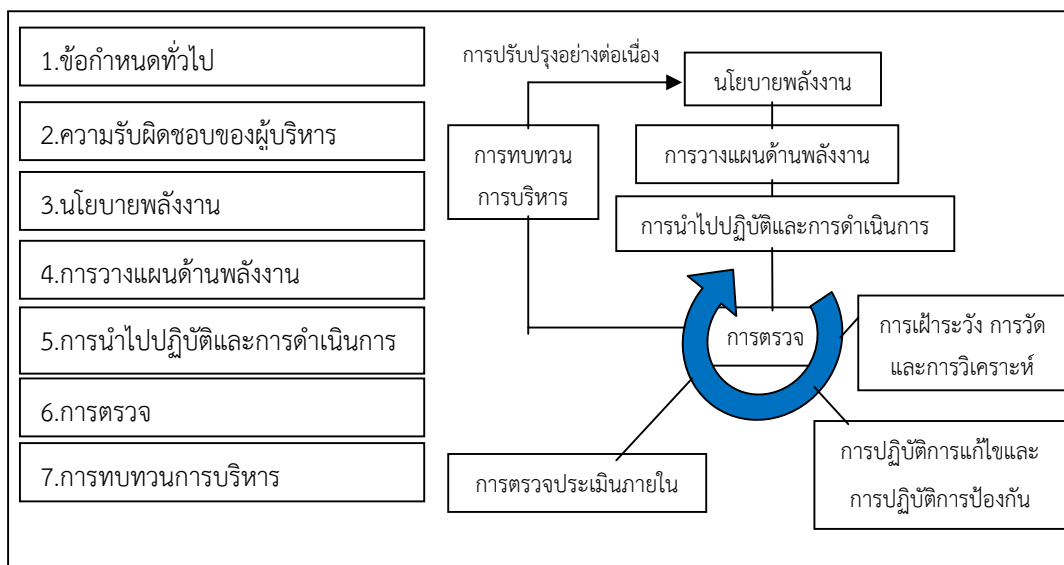 1.ข้อกำหนดทั่วไป
2.ความรับผิดชอบของผู้บริหาร
3.นโยบายพลังงาน
4.การวางแผนด้านพลังงาน
5.การนำไปปฏิบัติและการดำเนินการ
6.การตรวจ
7.การทบทวนการบริหาร
การปรับปรุงอย่างต่อเนื่อง
นโยบายพลังงาน
การทบทวน
การบริหาร
การวางแผนด้านพลังงาน
การนำไปปฏิบัติและการดำเนินการ
การตรวจ
การเฝ้าระวัง การวัด
และการวิเคราะห์
การปฏิบัติการแก้ไขและ
การปฏิบัติการป้องกัน
การตรวจประเมินภายใน